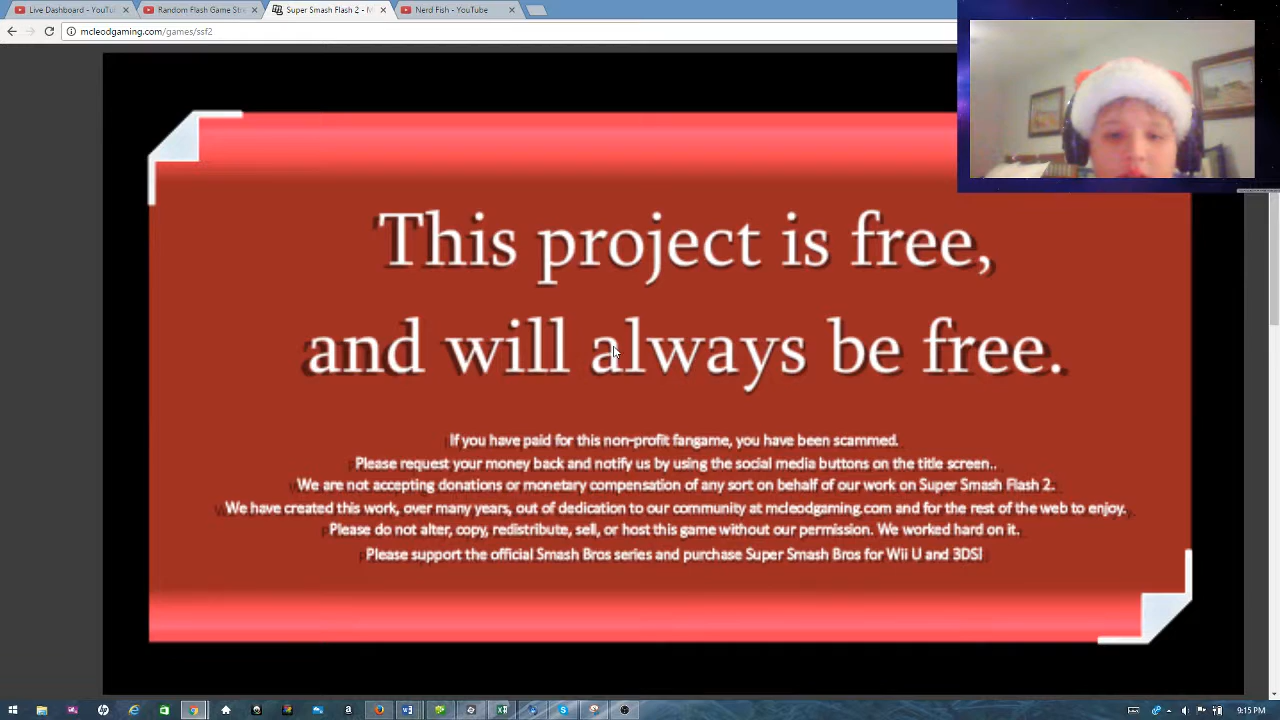 Live Dashboard - YouTu
Random Flash Game Stre
Super Smash Flash 2 - M
Nerd Fish - YouTube
mcleodgaming.com/games/ssf2
This project is free,
and will always be free.
If you have paid for this non-profit fangame, you have been scammed.
Please request your money back and notify us by using the social media buttons on the title screen..
We are not accepting donations or monetary compensation of any sort on behalf of our work on Super Smash Flash 2.
We have created this work, over many years, out of dedication to our community at mcleodgaming.com and for the rest of the web to enjoy.
Please do not alter, copy, redistribute, sell, or host this game without our permission. We worked hard on it.
Please support the official Smash Bros series and purchase Super Smash Bros for Wii U and 3DS!
9:15 PM